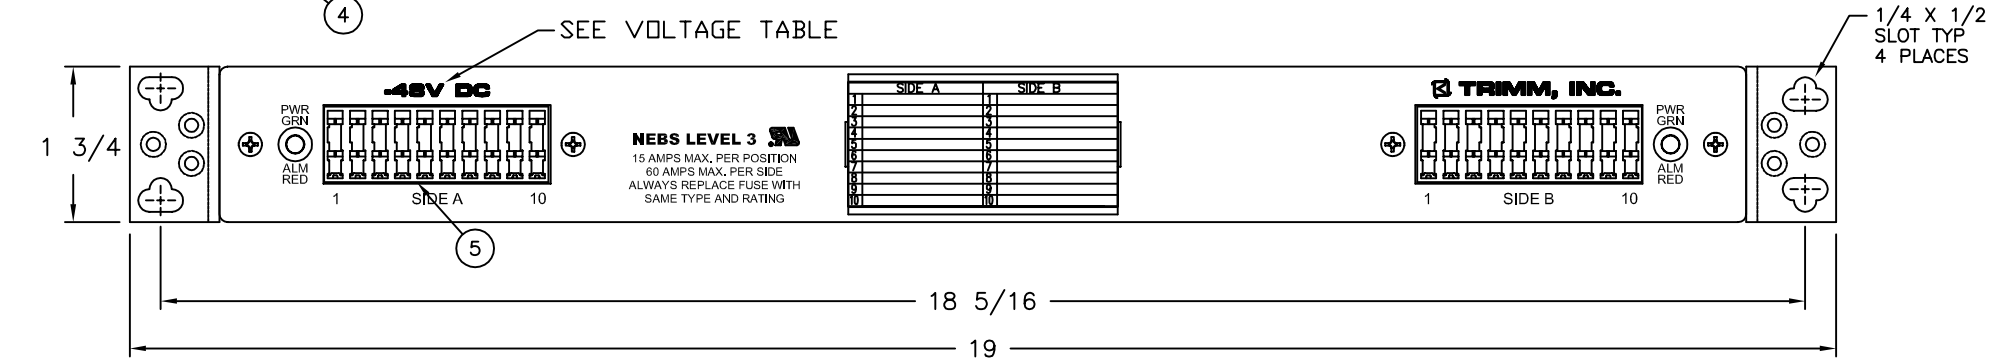 4
SEE VOLTAGE TABLE
1/4 X 1/2
SLOT TYP
4 PLACES
1 3/4
-48V DC
PWR
GRN
ALM
RED
1 SIDE A 10
5
NEBS LEVEL 3
15 AMPS MAX. PER POSITION
60 AMPS MAX. PER SIDE
ALWAYS REPLACE FUSE WITH
SAME TYPE AND RATING
SIDE A SIDE B
1 1
2 2
3 3
4 4
5 5
6 6
7 7
8 8
9 9
10 10
TRIMM, INC.
PWR
GRN
ALM
RED
1 SIDE B 10
18 5/16
19